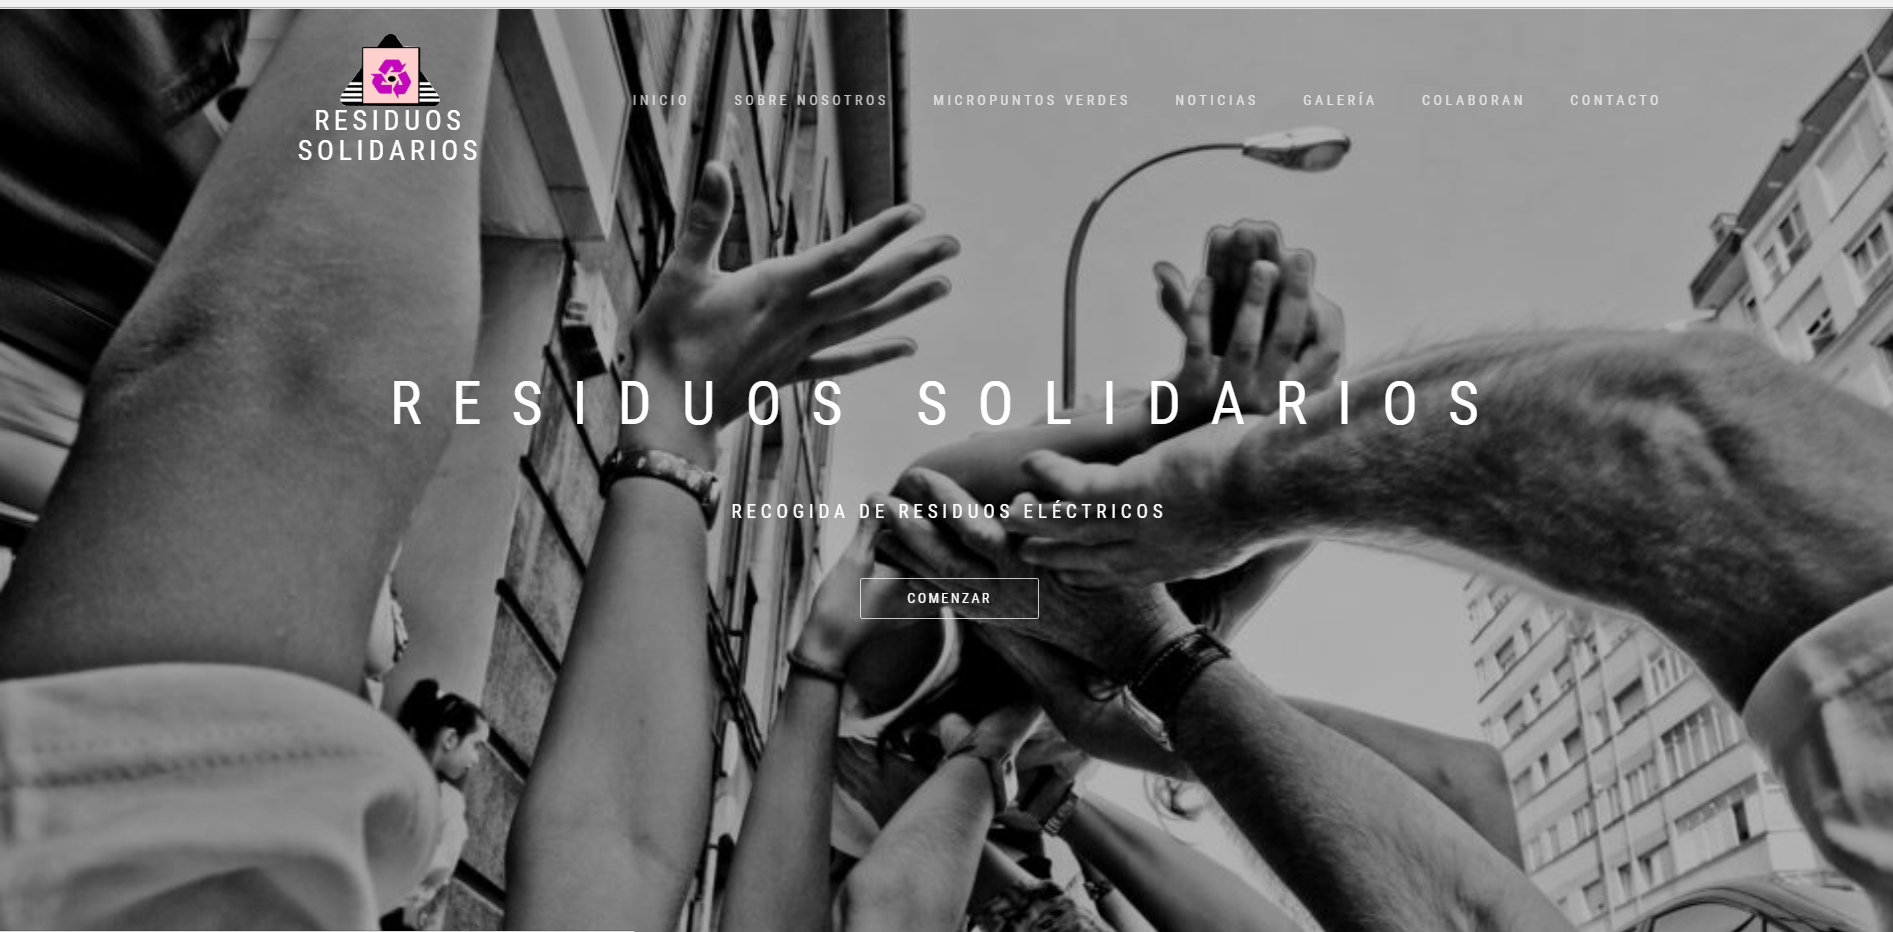 RESIDUOS
SOLIDARIOS
INICIO SOBRE NOSOTROS MICROPUNTOS VERDES NOTICIAS GALERÍA COLABORAN CONTACTO
RESIDUOS SOLIDARIOS
RECOGIDA DE RESIDUOS ELÉCTRICOS
COMENZAR